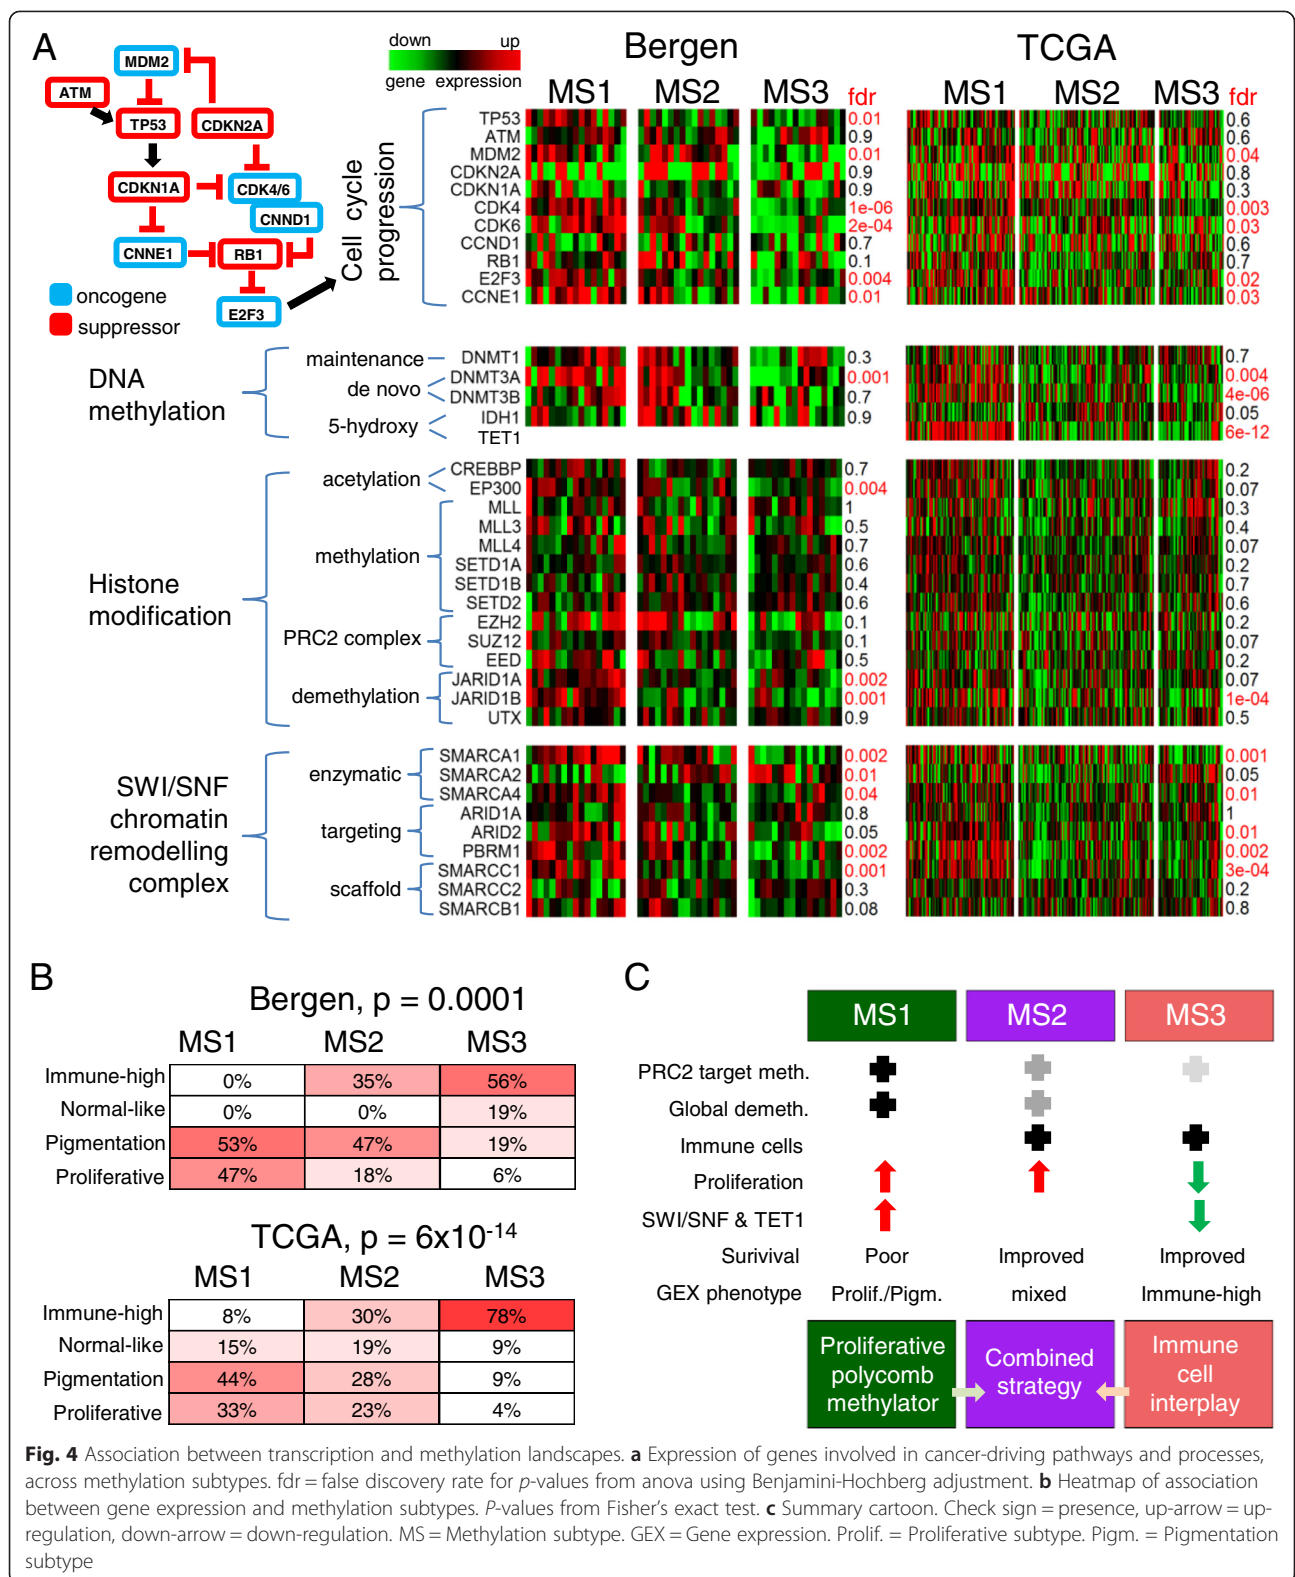 A
MDM2
ATM
TP53
CDKN2A
CDKN1A
CDK4/6
CNND1
CNNE1
RB1
E2F3
oncogene
suppressor
down up
gene expression
Cell cycle
progression
Bergen
TCGA
MS1 MS2 MS3 fdr
MS1 MS2 MS3 fdr
TP53 0.01 0.6
ATM 0.9 0.6
MDM2 0.01 0.04
CDKN2A 0.9 0.8
CDKN1A 0.9 0.3
CDK4 1e-06 0.003
CDK6 2e-04 0.03
CCND1 0.7 0.6
RB1 0.1 0.7
E2F3 0.004 0.02
CCNE1 0.01 0.03
DNA
methylation
maintenance
de novo
5-hydroxy
DNMT1 0.3 0.7
DNMT3A 0.001 0.004
DNMT3B 0.7 4e-06
IDH1 0.9 0.05
TET1 6e-12
Histone
modification
acetylation
methylation
PRC2 complex
demethylation
CREBBP 0.7 0.2
EP300 0.004 0.07
MLL 1 0.3
MLL3 0.5 0.4
MLL4 0.7 0.07
SETD1A 0.6 0.2
SETD1B 0.4 0.7
SETD2 0.6 0.6
EZH2 0.1 0.2
SUZ12 0.1 0.07
EED 0.5 0.2
JARID1A 0.002 0.07
JARID1B 0.001 1e-04
UTX 0.9 0.5
SWI/SNF
chromatin
remodelling
complex
enzymatic
targeting
scaffold
SMARCA1 0.002 0.001
SMARCA2 0.01 0.05
SMARCA4 0.04 0.01
ARID1A 0.8 1
ARID2 0.05 0.01
PBRM1 0.002 0.002
SMARCC1 0.001 3e-04
SMARCC2 0.3 0.2
SMARCB1 0.08 0.8
B
Bergen, p = 0.0001
MS1 MS2 MS3
Immune-high 0% 35% 56%
Normal-like 0% 0% 19%
Pigmentation 53% 47% 19%
Proliferative 47% 18% 6%
TCGA, p = 6x10-14
MS1 MS2 MS3
Immune-high 8% 30% 78%
Normal-like 15% 19% 9%
Pigmentation 44% 28% 9%
Proliferative 33% 23% 4%
C
MS1 MS2 MS3
PRC2 target meth.
Global demeth.
Immune cells
Proliferation
SWI/SNF & TET1
Surivival Poor Improved Improved
GEX phenotype Prolif./Pigm. mixed Immune-high
Proliferative
polycomb
methylator
Combined
strategy
Immune
cell
interplay
Fig. 4 Association between transcription and methylation landscapes. a Expression of genes involved in cancer-driving pathways and processes,
across methylation subtypes. fdr = false discovery rate for p-values from anova using Benjamini-Hochberg adjustment. b Heatmap of association
between gene expression and methylation subtypes. P-values from Fisher's exact test. c Summary cartoon. Check sign = presence, up-arrow = up-
regulation, down-arrow = down-regulation. MS = Methylation subtype. GEX = Gene expression. Prolif. = Proliferative subtype. Pigm. = Pigmentation
subtype